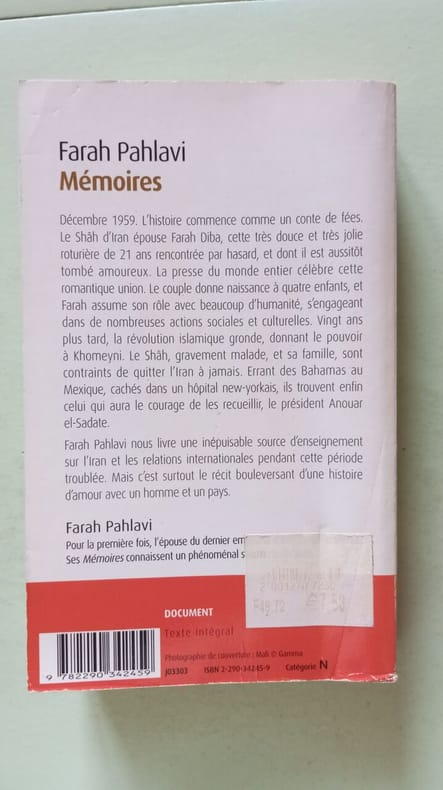 Farah Pahlavi
Mémoires
Décembre 1959. L'histoire commence comme un conte de fées.
Le Shâh d'Iran épouse Farah Diba, cette très douce et très jolie
roturière de 21 ans rencontrée par hasard, et dont il est aussitôt
tombé amoureux. La presse du monde entier célèbre cette
romantique union. Le couple donne naissance à quatre enfants, et
Farah assume son rôle avec beaucoup d'humanité, s'engageant
dans de nombreuses actions sociales et culturelles. Vingt ans
plus tard, la révolution islamique gronde, donnant le pouvoir
à Khomeyni. Le Shâh, gravement malade, et sa famille, sont
contraints de quitter l'Iran à jamais. Errant des Bahamas au
Mexique, cachés dans un hôpital new-yorkais, ils trouvent enfin
celui qui aura le courage de les recueillir, le président Anouar
el-Sadate.
Farah Pahlavi nous livre une inépuisable source d'enseignement
sur l'Iran et les relations internationales pendant cette période
troublée. Mais c'est surtout le récit bouleversant d'une histoire
d'amour avec un homme et un pays.
Farah Pahlavi
Pour la première fois, l'épouse du dernier em
Ses Mémoires connaissent un phénoménal s
DOCUMENT
Texte intégral
Photographie de couverture : Mali © Gamma
J03303 ISBN 2-290-34245-9 Catégorie N
9 782290 342459